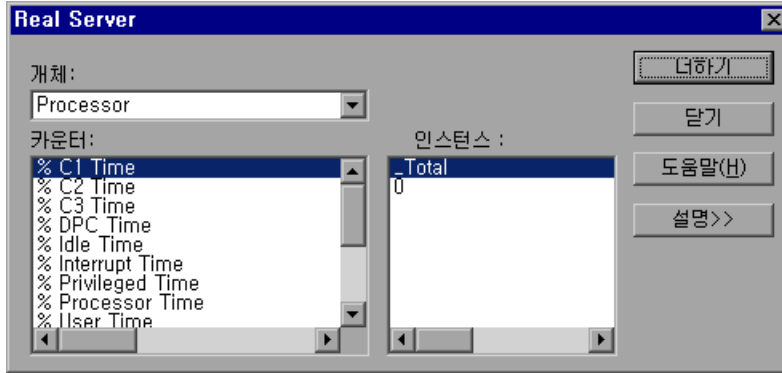 Real Server
개체:
Processor
카운터:
% C1 Time
% C2 Time
% C3 Time
% DPC Time
% Idle Time
% Interrupt Time
% Privileged Time
% Processor Time
% User Time
인스턴스 :
_Total
0
더하기
닫기
도움말(H)
설명>>